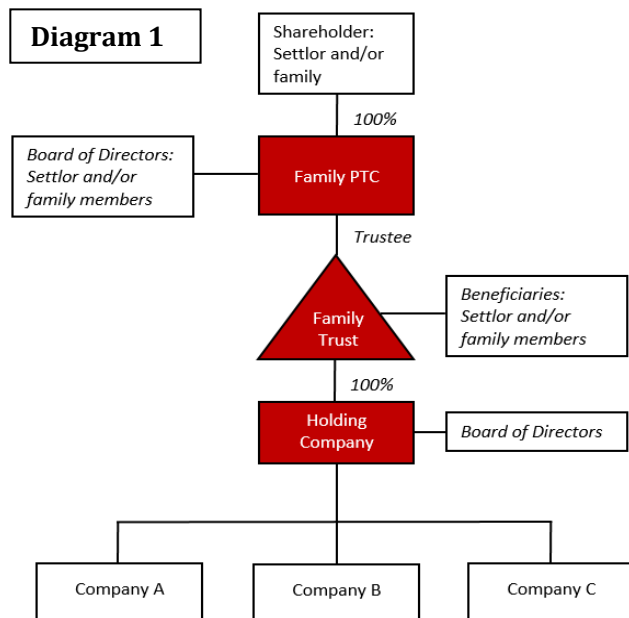 Diagram 1
Shareholder:
Settlor and/or
family
100%
Board of Directors:
Settlor and/or
family members
Family PTC
Trustee
Family
Trust
Beneficiaries:
Settlor and/or
family members
100%
Holding
Company
Board of Directors
Company A
Company B
Company C